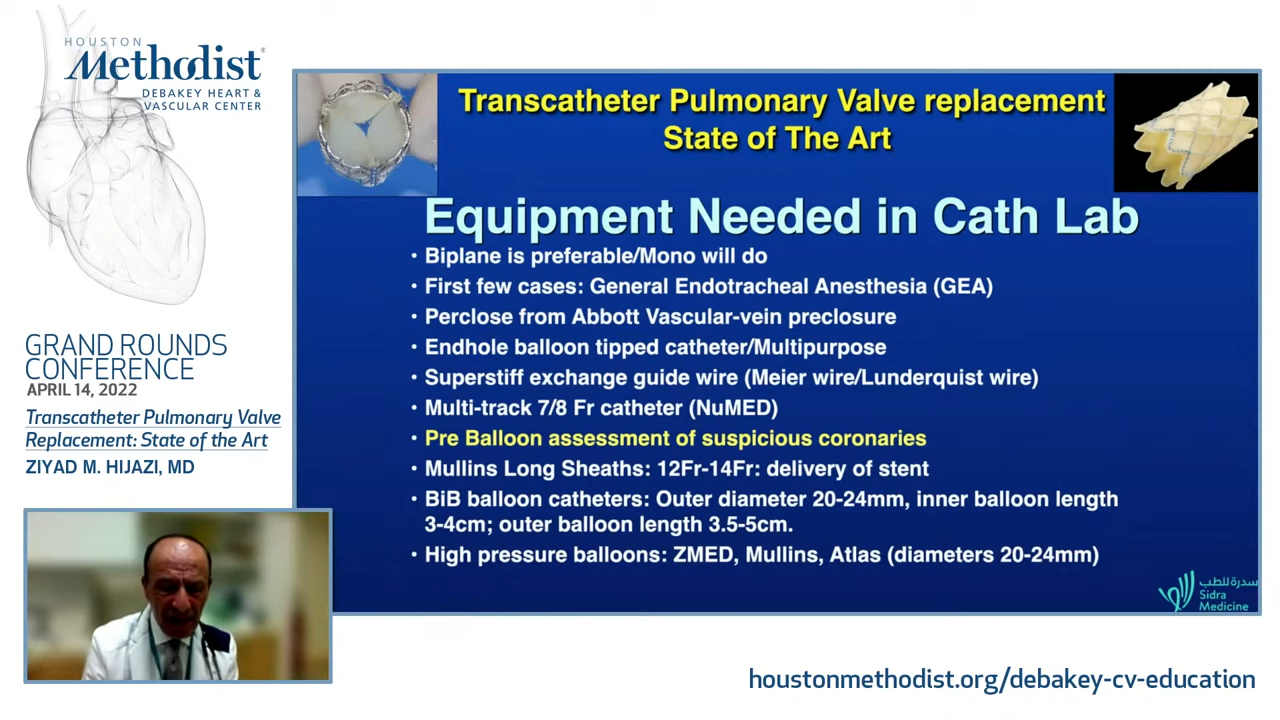 HOUSTON
Methodist®
DEBAKEY HEART &
VASCULAR CENTER
GRAND ROUNDS
CONFERENCE
APRIL 14, 2022
Transcatheter Pulmonary Valve
Replacement: State of the Art
ZIYAD M. HIJAZI, MD
Transcatheter Pulmonary Valve replacement
State of The Art
Equipment Needed in Cath Lab
• Biplane is preferable/Mono will do
• First few cases: General Endotracheal Anesthesia (GEA)
• Perclose from Abbott Vascular-vein preclosure
• Endhole balloon tipped catheter/Multipurpose
• Superstiff exchange guide wire (Meier wire/Lunderquist wire)
• Multi-track 7/8 Fr catheter (NuMED)
• Pre Balloon assessment of suspicious coronaries
• Mullins Long Sheaths: 12Fr-14Fr: delivery of stent
• BiB balloon catheters: Outer diameter 20-24mm, inner balloon length
3-4cm; outer balloon length 3.5-5cm.
• High pressure balloons: ZMED, Mullins, Atlas (diameters 20-24mm)
سدرة للطب
Sidra
Medicine
houstonmethodist.org/debakey-cv-education